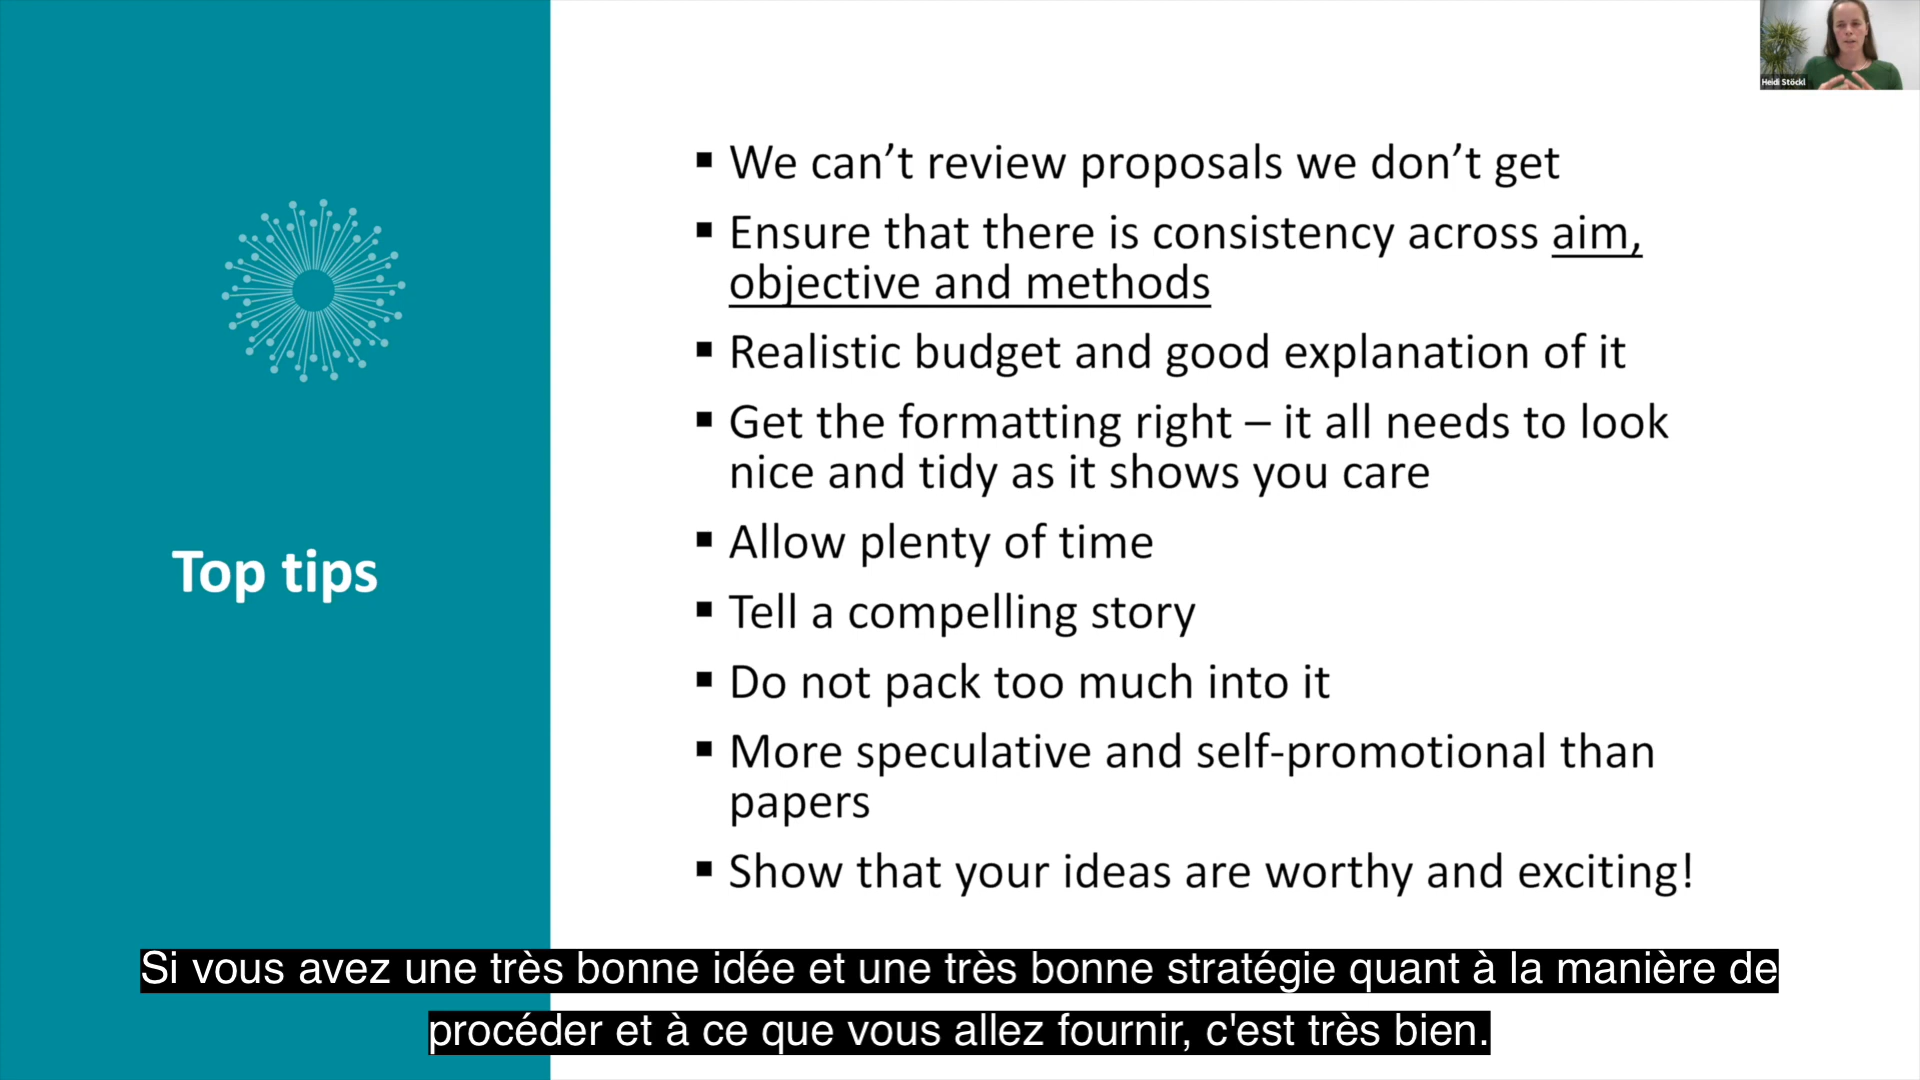 Heidi Stöckl
▪ We can’t review proposals we don’t get
▪ Ensure that there is consistency across aim,
objective and methods
▪ Realistic budget and good explanation of it
▪ Get the formatting right – it all needs to look
nice and tidy as it shows you care
▪ Allow plenty of time
Top tips
▪ Tell a compelling story
▪ Do not pack too much into it
▪ More speculative and self-promotional than
papers
▪ Show that your ideas are worthy and exciting!
Si vous avez une très bonne idée et une très bonne stratégie quant à la manière de
procéder et à ce que vous allez fournir, c'est très bien.